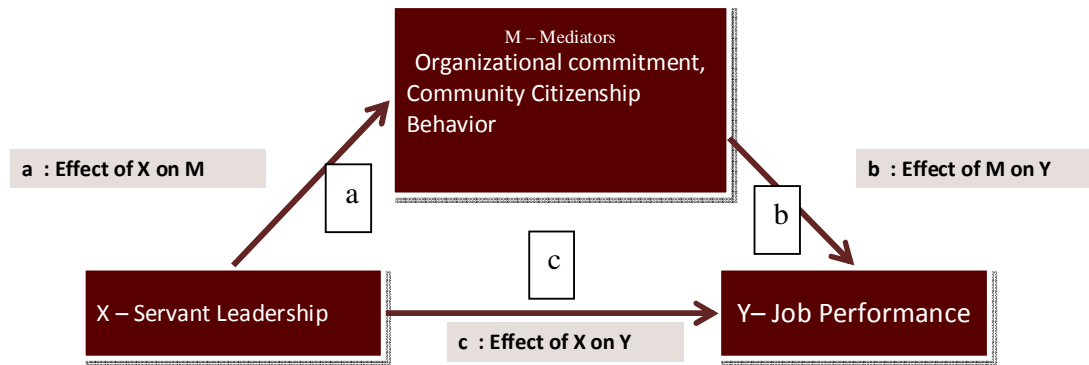 M – Mediators
Organizational commitment,
Community Citizenship
Behavior
a : Effect of X on M
a
b : Effect of M on Y
b
c
X – Servant Leadership
Y– Job Performance
c : Effect of X on Y